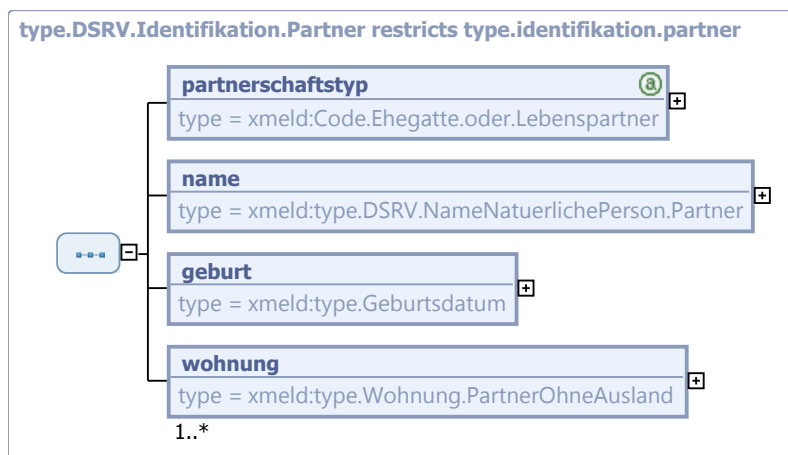 type.DSRV.Identifikation.Partner restricts type.identifikation.partner
partnerschaftstyp a
type = xmeld:Code.Ehegatte.oder.Lebenspartner
name
type = xmeld:type.DSRV.NameNatuerlichePerson.Partner
geburt
type = xmeld:type.Geburtsdatum
wohnung
type = xmeld:type.Wohnung.PartnerOhneAusland
1..*